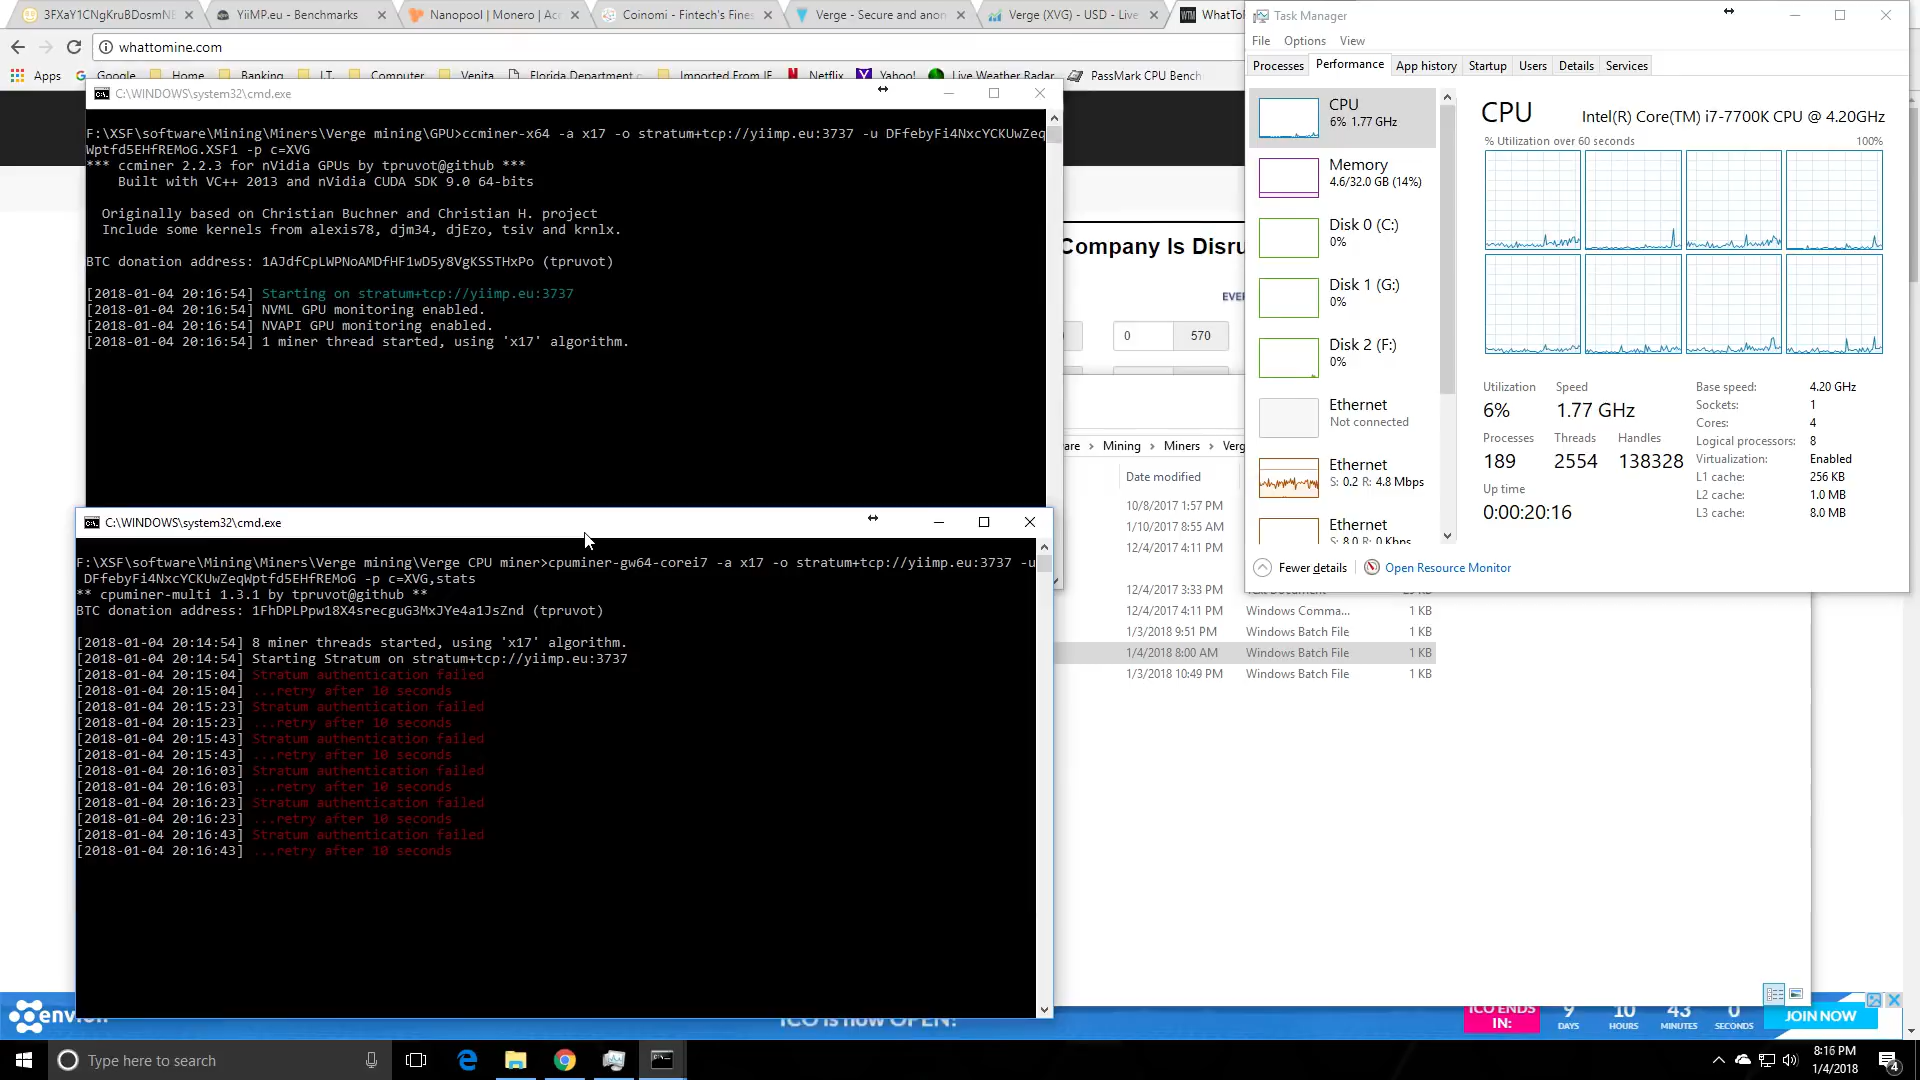 3FXaY1CNgKruBDosmNE
YiiMP.eu - Benchmarks
Nanopool | Monero | Acc
Coinomi - Fintech's Fines
Verge - Secure and anon
Verge (XVG) - USD - Live
WhatToM
whattomine.com
Apps
Google
Home
Banking
I.T.
Computer
Venita
Florida Department
Imported From IE
Netflix
Yahoo!
Live Weather Radar
PassMark CPU Bench
C:\WINDOWS\system32\cmd.exe
F:\XSF\software\Mining\Miners\Verge mining\GPU>ccminer-x64 -a x17 -o stratum+tcp://yiimp.eu:3737 -u DFfebyFi4NxcYCKUwZeq
Wptfd5EHfREMoG.XSF1 -p c=XVG
*** ccminer 2.2.3 for nVidia GPUs by tpruvot@github ***
Built with VC++ 2013 and nVidia CUDA SDK 9.0 64-bits
Originally based on Christian Buchner and Christian H. project
Include some kernels from alexis78, djm34, djEzo, tsiv and krnlx.
BTC donation address: 1AJdfCpLWPNoAMDfHF1wD5y8VgKSSTHxPo (tpruvot)
[2018-01-04 20:16:54] Starting on stratum+tcp://yiimp.eu:3737
[2018-01-04 20:16:54] NVML GPU monitoring enabled.
[2018-01-04 20:16:54] NVAPI GPU monitoring enabled.
[2018-01-04 20:16:54] 1 miner thread started, using 'x17' algorithm.
C:\WINDOWS\system32\cmd.exe
F:\XSF\software\Mining\Miners\Verge mining\Verge CPU miner>cpuminer-gw64-corei7 -a x17 -o stratum+tcp://yiimp.eu:3737 -u
DFfebyFi4NxcYCKUwZeqWptfd5EHfREMoG -p c=XVG,stats
** cpuminer-multi 1.3.1 by tpruvot@github **
BTC donation address: 1FhDPLPpw18X4srecguG3MxJYe4a1JsZnd (tpruvot)
[2018-01-04 20:14:54] 8 miner threads started, using 'x17' algorithm.
[2018-01-04 20:14:54] Starting Stratum on stratum+tcp://yiimp.eu:3737
[2018-01-04 20:15:04] Stratum authentication failed
[2018-01-04 20:15:04] ...retry after 10 seconds
[2018-01-04 20:15:23] Stratum authentication failed
[2018-01-04 20:15:23] ...retry after 10 seconds
[2018-01-04 20:15:43] Stratum authentication failed
[2018-01-04 20:15:43] ...retry after 10 seconds
[2018-01-04 20:16:03] Stratum authentication failed
[2018-01-04 20:16:03] ...retry after 10 seconds
[2018-01-04 20:16:23] Stratum authentication failed
[2018-01-04 20:16:23] ...retry after 10 seconds
[2018-01-04 20:16:43] Stratum authentication failed
[2018-01-04 20:16:43] ...retry after 10 seconds
Company Is Disru
EVER
0
570
are > Mining > Miners > Verg
Date modified
10/8/2017 1:57 PM
1/10/2017 8:55 AM
12/4/2017 4:11 PM
12/4/2017 3:33 PM
12/4/2017 4:11 PM Windows Comma... 1 KB
1/3/2018 9:51 PM Windows Batch File 1 KB
1/4/2018 8:00 AM Windows Batch File 1 KB
1/3/2018 10:49 PM Windows Batch File 1 KB
Task Manager
File Options View
Processes Performance App history Startup Users Details Services
CPU
6% 1.77 GHz
Memory
4.6/32.0 GB (14%)
Disk 0 (C:)
0%
Disk 1 (G:)
0%
Disk 2 (F:)
0%
Ethernet
Not connected
Ethernet
S: 0.2 R: 4.8 Mbps
Ethernet
S: 8.0 R: 0 Kbps
CPU
Intel(R) Core(TM) i7-7700K CPU @ 4.20GHz
% Utilization over 60 seconds
100%
Utilization
6%
Speed
1.77 GHz
Processes
189
Threads
2554
Handles
138328
Up time
0:00:20:16
Base speed: 4.20 GHz
Sockets: 1
Cores: 4
Logical processors: 8
Virtualization: Enabled
L1 cache: 256 KB
L2 cache: 1.0 MB
L3 cache: 8.0 MB
Fewer details
Open Resource Monitor
envion
ICO is now OPEN!
ICO ENDS
IN:
9
DAYS
10
HOURS
43
MINUTES
0
SECONDS
JOIN NOW
Type here to search
8:16 PM
1/4/2018
4